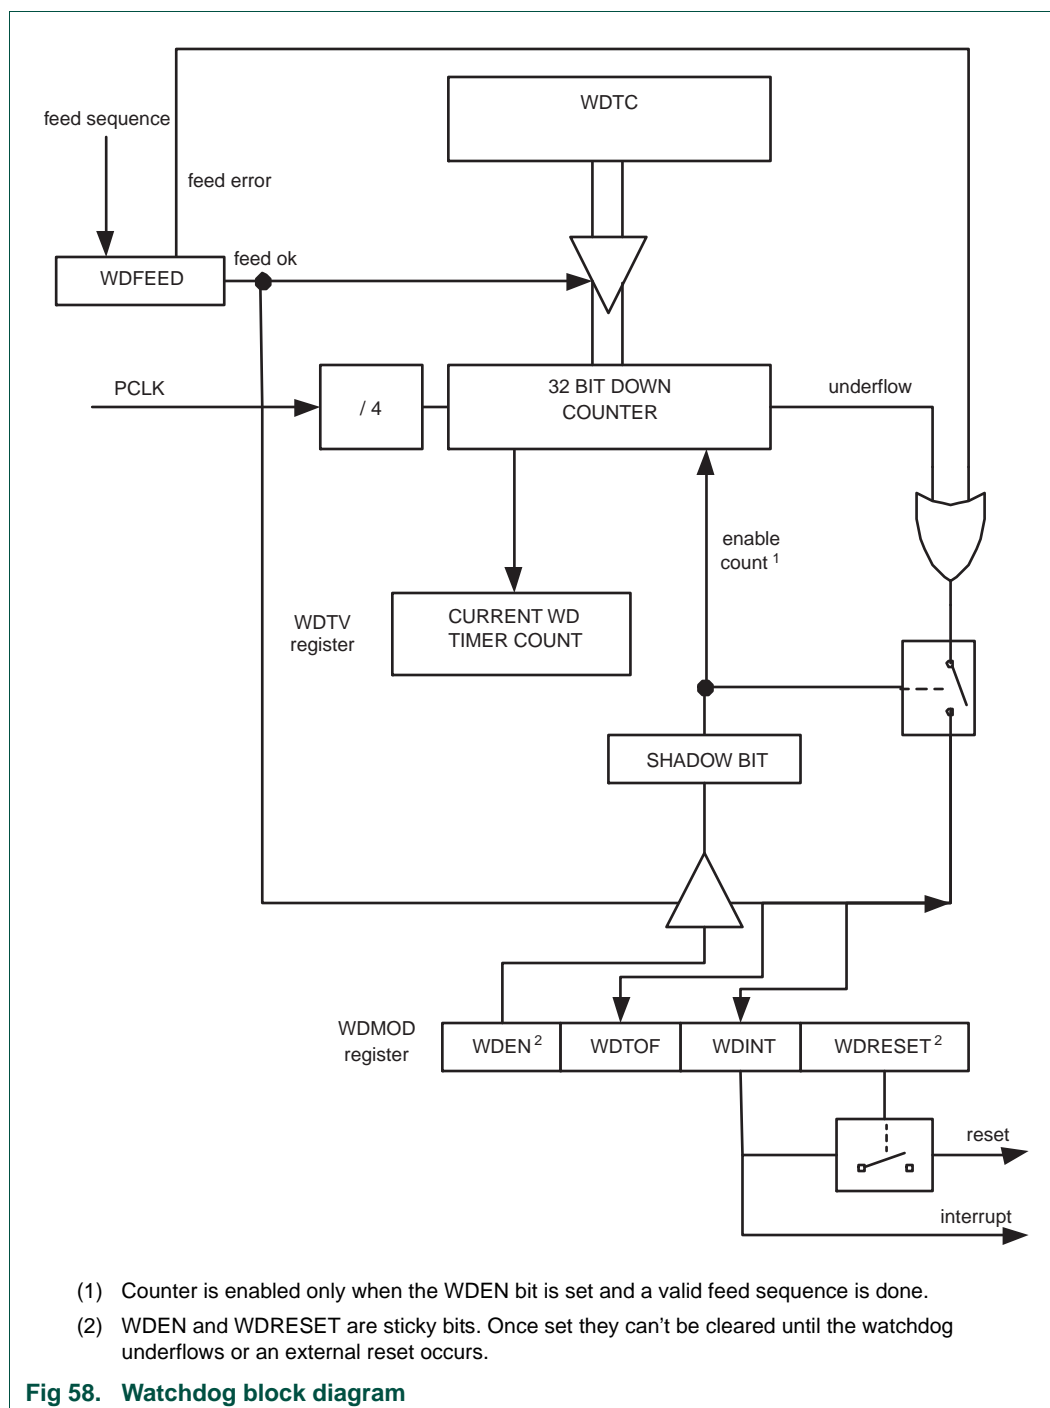 WDTC
feed sequence
feed error
feed ok
WDFEED
PCLK
/ 4
32 BIT DOWN
COUNTER
underflow
enable
count 1
WDTV
register
CURRENT WD
TIMER COUNT
SHADOW BIT
WDMOD
register
WDEN 2
WDTOF
WDINT
WDRESET 2
reset
interrupt
(1) Counter is enabled only when the WDEN bit is set and a valid feed sequence is done.
(2) WDEN and WDRESET are sticky bits. Once set they can't be cleared until the watchdog
underflows or an external reset occurs.
Fig 58. Watchdog block diagram